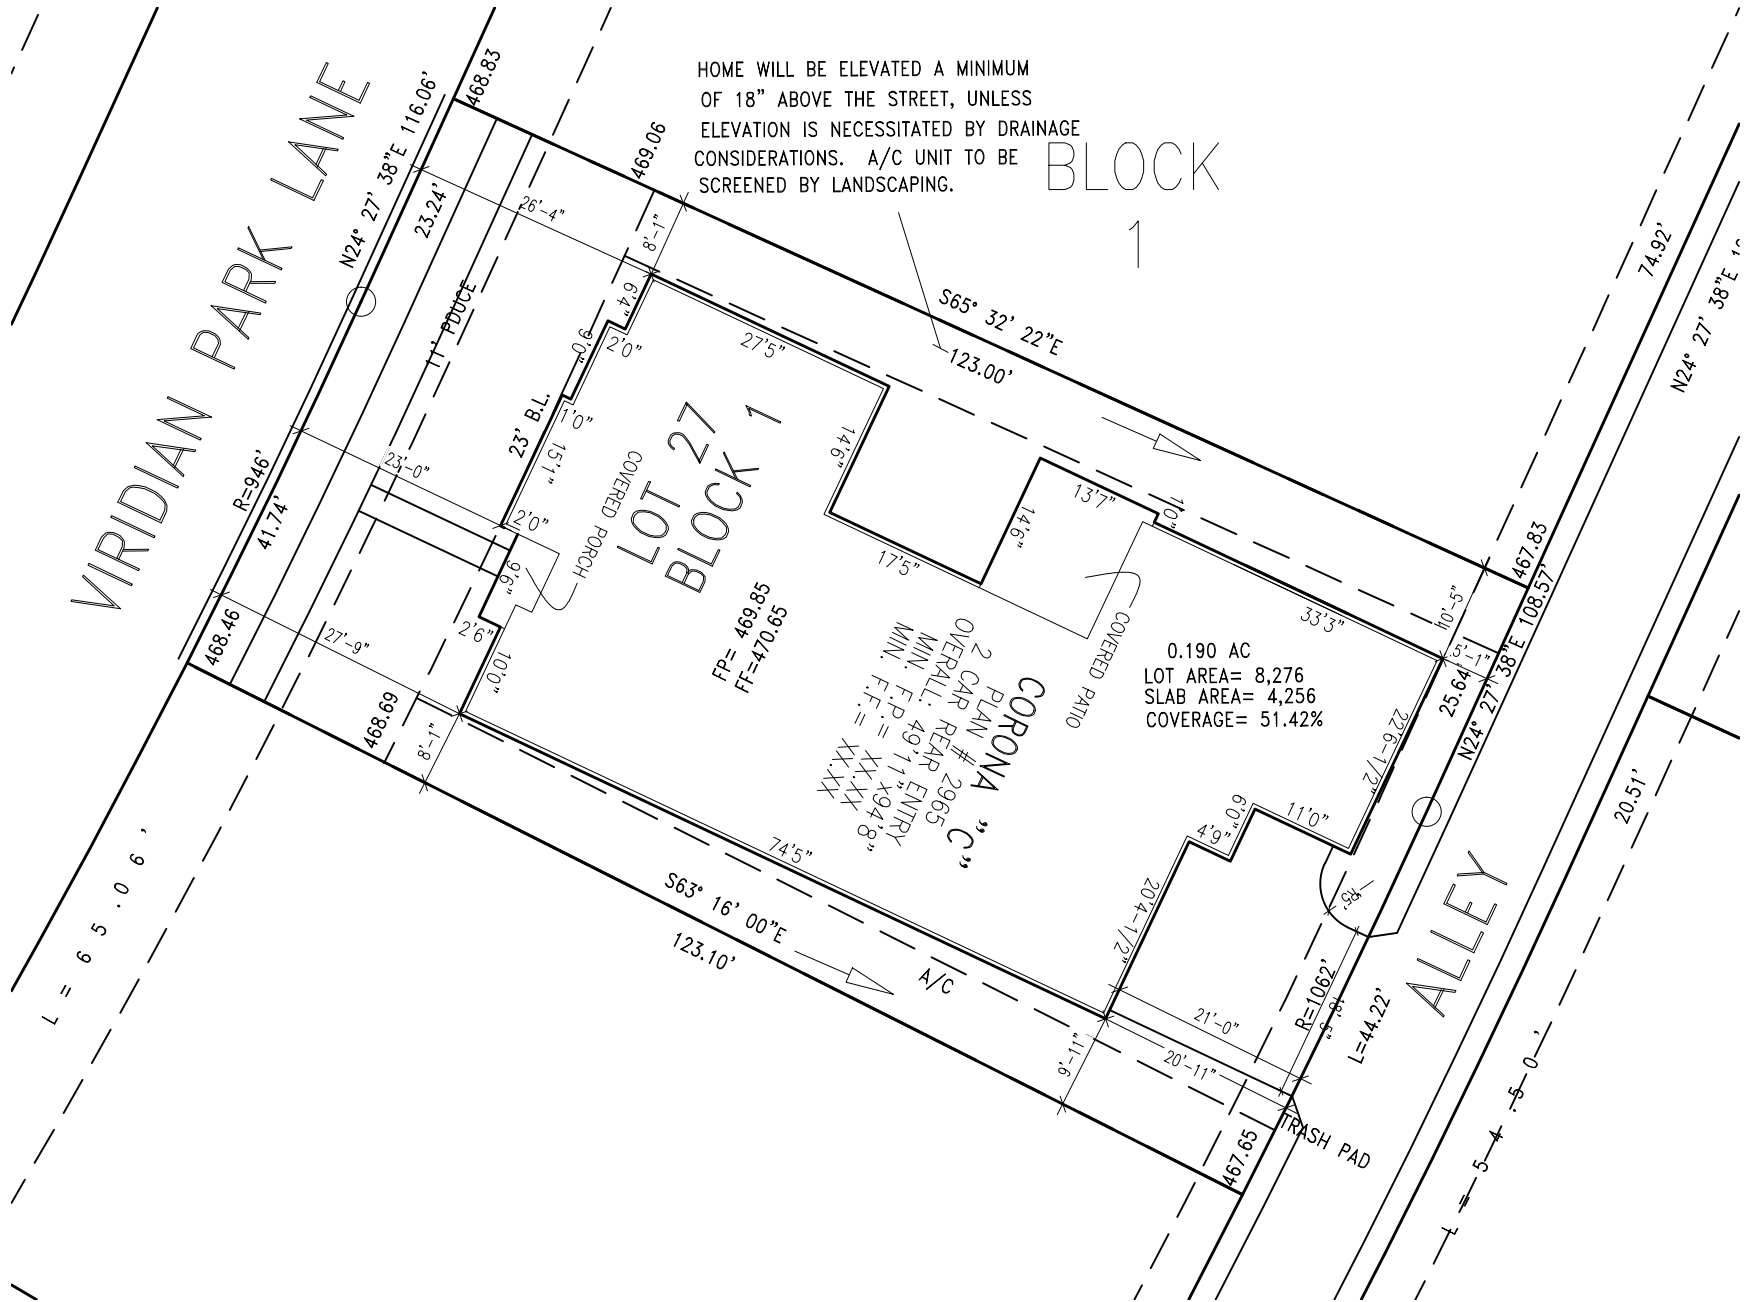 HOME WILL BE ELEVATED A MINIMUM
OF 18" ABOVE THE STREET, UNLESS
ELEVATION IS NECESSITATED BY DRAINAGE
CONSIDERATIONS. A/C UNIT TO BE
SCREENED BY LANDSCAPING.
BLOCK
1
VIRIDIAN PARK LANE
N24° 27' 38"E 116.06'
468.83
469.06
23.24'
26'-4"
8'-1"
11' PDUCE
6'4"
9'0"
2'0"
27'5"
S65° 32' 22"E
123.00'
74.92'
N24° 27' 38"E
23' B.L.
1'0"
15'1"
COVERED PORCH
LOT 27
BLOCK 1
14'6"
14'6"
13'7"
1'0"
17'5"
R=946'
41.74'
23'-0"
2'0"
9'6"
2'6"
10'0"
27'-9"
468.46
468.69
8'-1"
FP= 469.85
FF=470.65
33'3"
10'-5"
467.83
N24° 27' 38"E 108.57'
5'-1"
25.64'
COVERED PATIO
0.190 AC
LOT AREA= 8,276
SLAB AREA= 4,256
COVERAGE= 51.42%
CORONA "C"
PLAN # 2965
2 CAR REAR ENTRY
OVERALL: 49'11"x94'8"
MIN. F.P.= XX.XX
MIN. F.F.= XX.XX
22'6-1/2"
11'0"
6'0"
4'9"
20'4-1/2"
R5'
74'5"
S63° 16' 00"E
123.10'
A/C
ALLEY
20.51'
R=1062'
18'-5"
L=44.22'
21'-0"
20'-11"
9'-11"
TRASH PAD
467.65
L=65.06'
L=54.50'